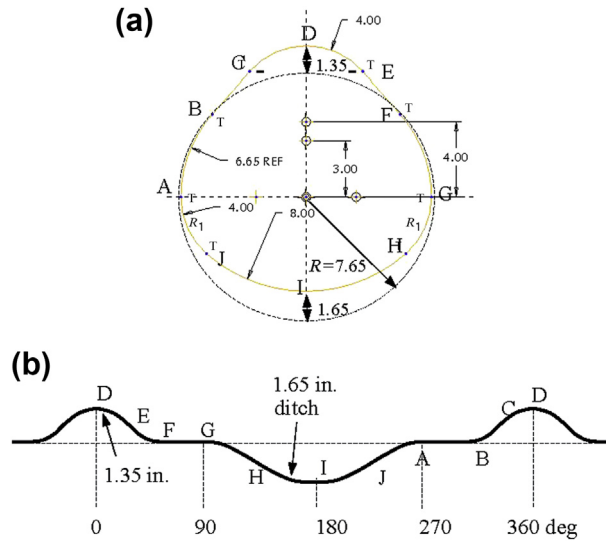 (a)
4.00
D
G
1.35
T
E
B
T
F
T
4.00
6.65 REF
3.00
A
T
T
G
4.00
8.00
R1
R1
T
J
T
H
R=7.65
I
1.65
(b)
D
1.65 in.
ditch
C
D
E
F
G
A
B
1.35 in.
H
I
J
0
90
180
270
360 deg